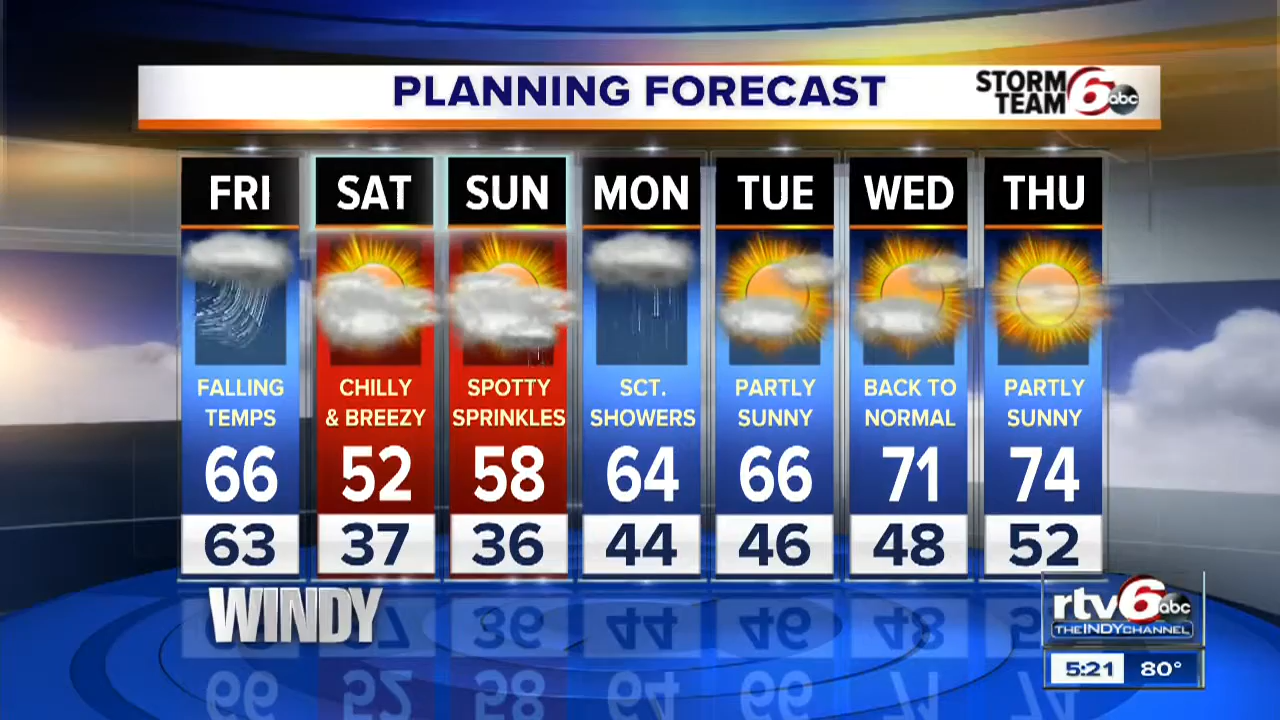 PLANNING FORECAST
STORM
TEAM 6 abc
FRI SAT SUN MON TUE WED THU
FALLING TEMPS
CHILLY & BREEZY
SPOTTY SPRINKLES
SCT. SHOWERS
PARTLY SUNNY
BACK TO NORMAL
PARTLY SUNNY
66 52 58 64 66 71 74
63 37 36 44 46 48 52
WINDY
rtv6 abc
THE INDY CHANNEL
5:21 80°